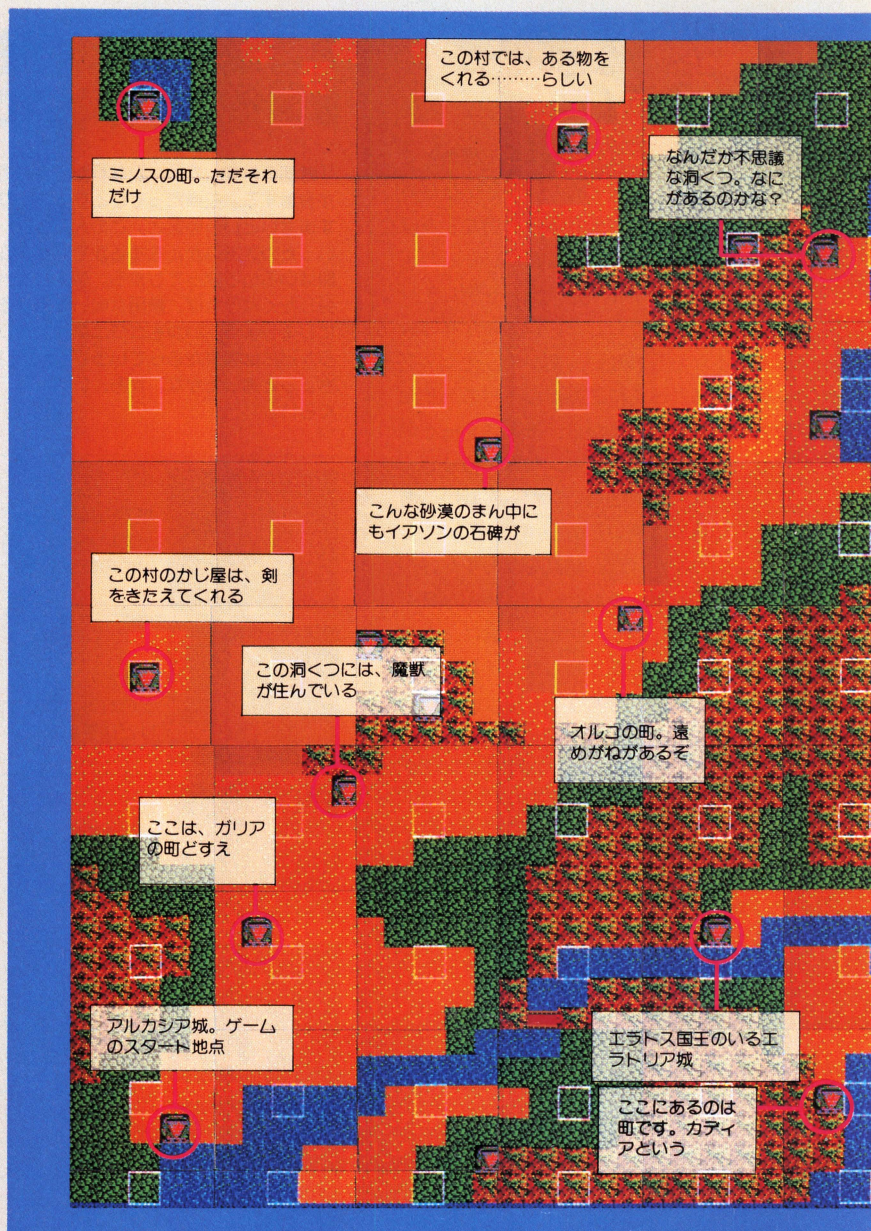 この村では、ある物を
くれる………らしい
ミノスの町。ただそれ
だけ
なんだか不思議
な洞くつ。なに
があるのかな？
こんな砂漠のまん中に
もイアソンの石碑が
この村のかじ屋は、剣
をきたえてくれる
この洞くつには、魔獣
が住んでいる
オルコの町。遠
めがねがあるぞ
ここは、ガリア
の町どすえ
アルカシア城。ゲーム
のスタート地点
エラトス国王のいるエ
ラトリア城
ここにあるのは
町です。カディ
アという